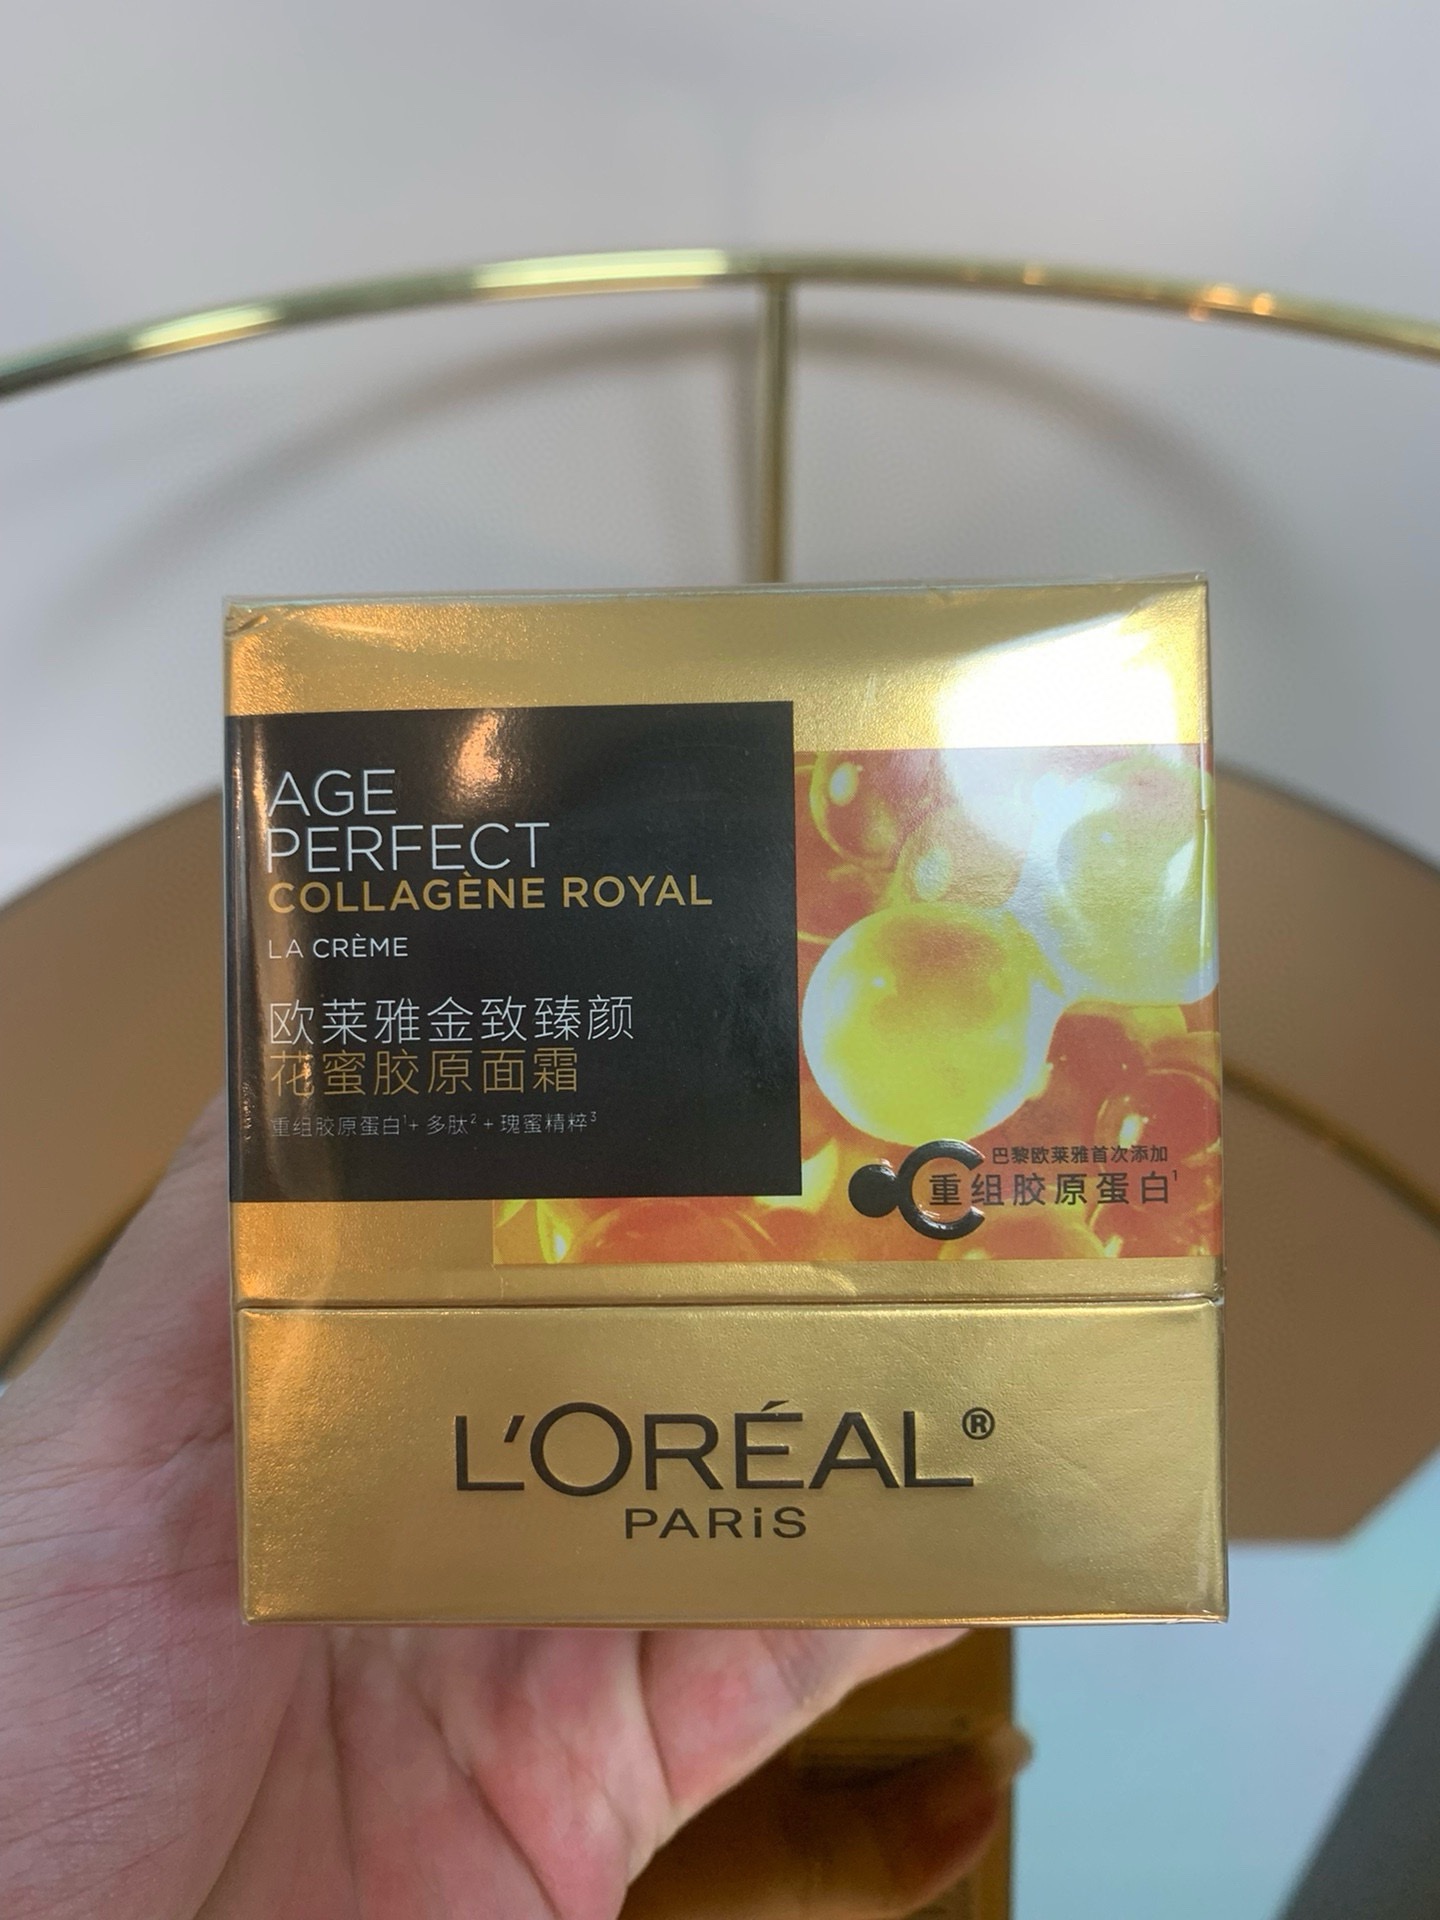 AGE
PERFECT
COLLAGÈNE ROYAL
LA CRÈME
欧莱雅金致臻颜
花蜜胶原面霜
重组胶原蛋白¹+ 多肽²+ 瑰蜜精粹³
巴黎欧莱雅首次添加
重组胶原蛋白¹
L'ORÉAL®
PARiS